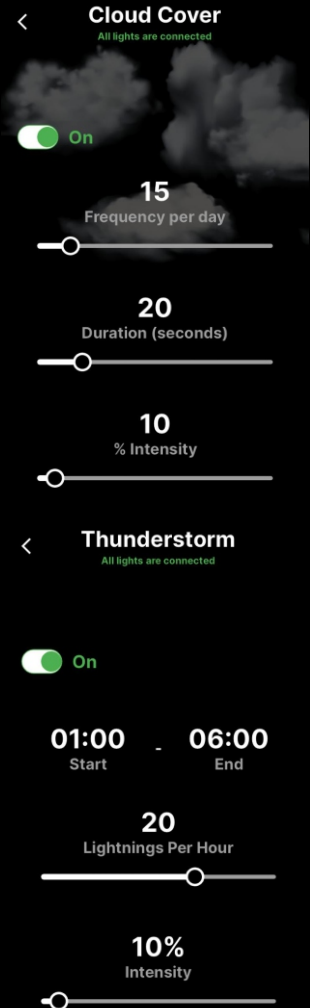 Cloud Cover
All lights are connected
On
15
Frequency per day
20
Duration (seconds)
10
% Intensity
Thunderstorm
All lights are connected
On
01:00 - 06:00
Start End
20
Lightnings Per Hour
10%
Intensity